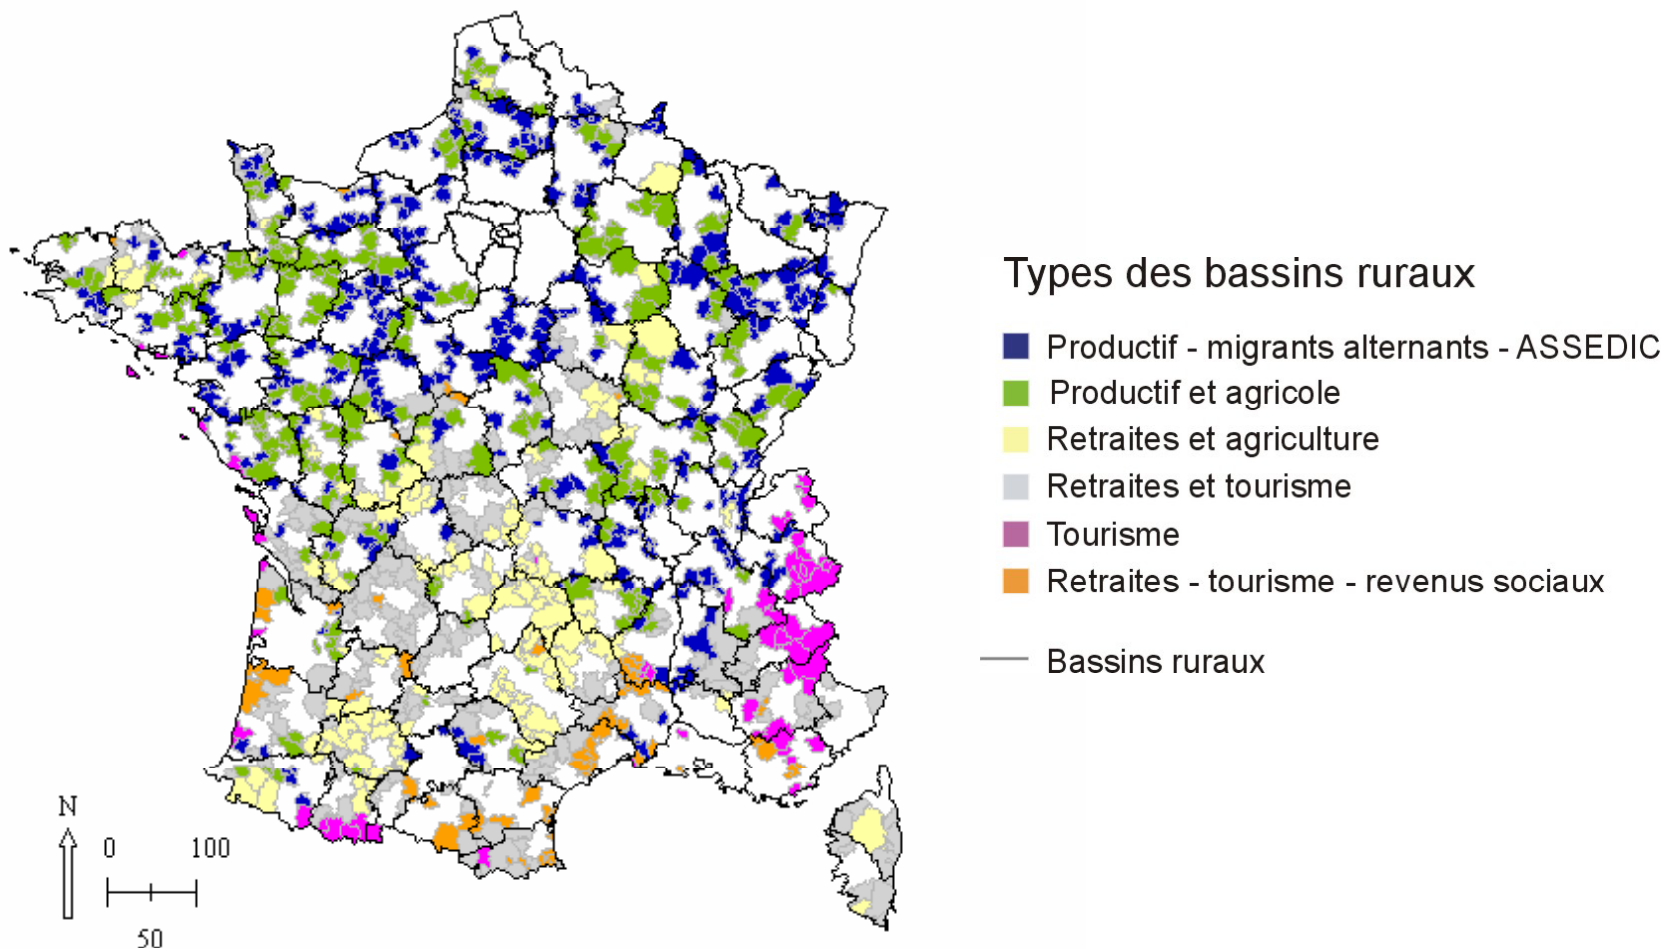 Types des bassins ruraux
Productif - migrants alternants - ASSEDIC
Productif et agricole
Retraites et agriculture
Retraites et tourisme
Tourisme
Retraites - tourisme - revenus sociaux
Bassins ruraux
N
0 100
50